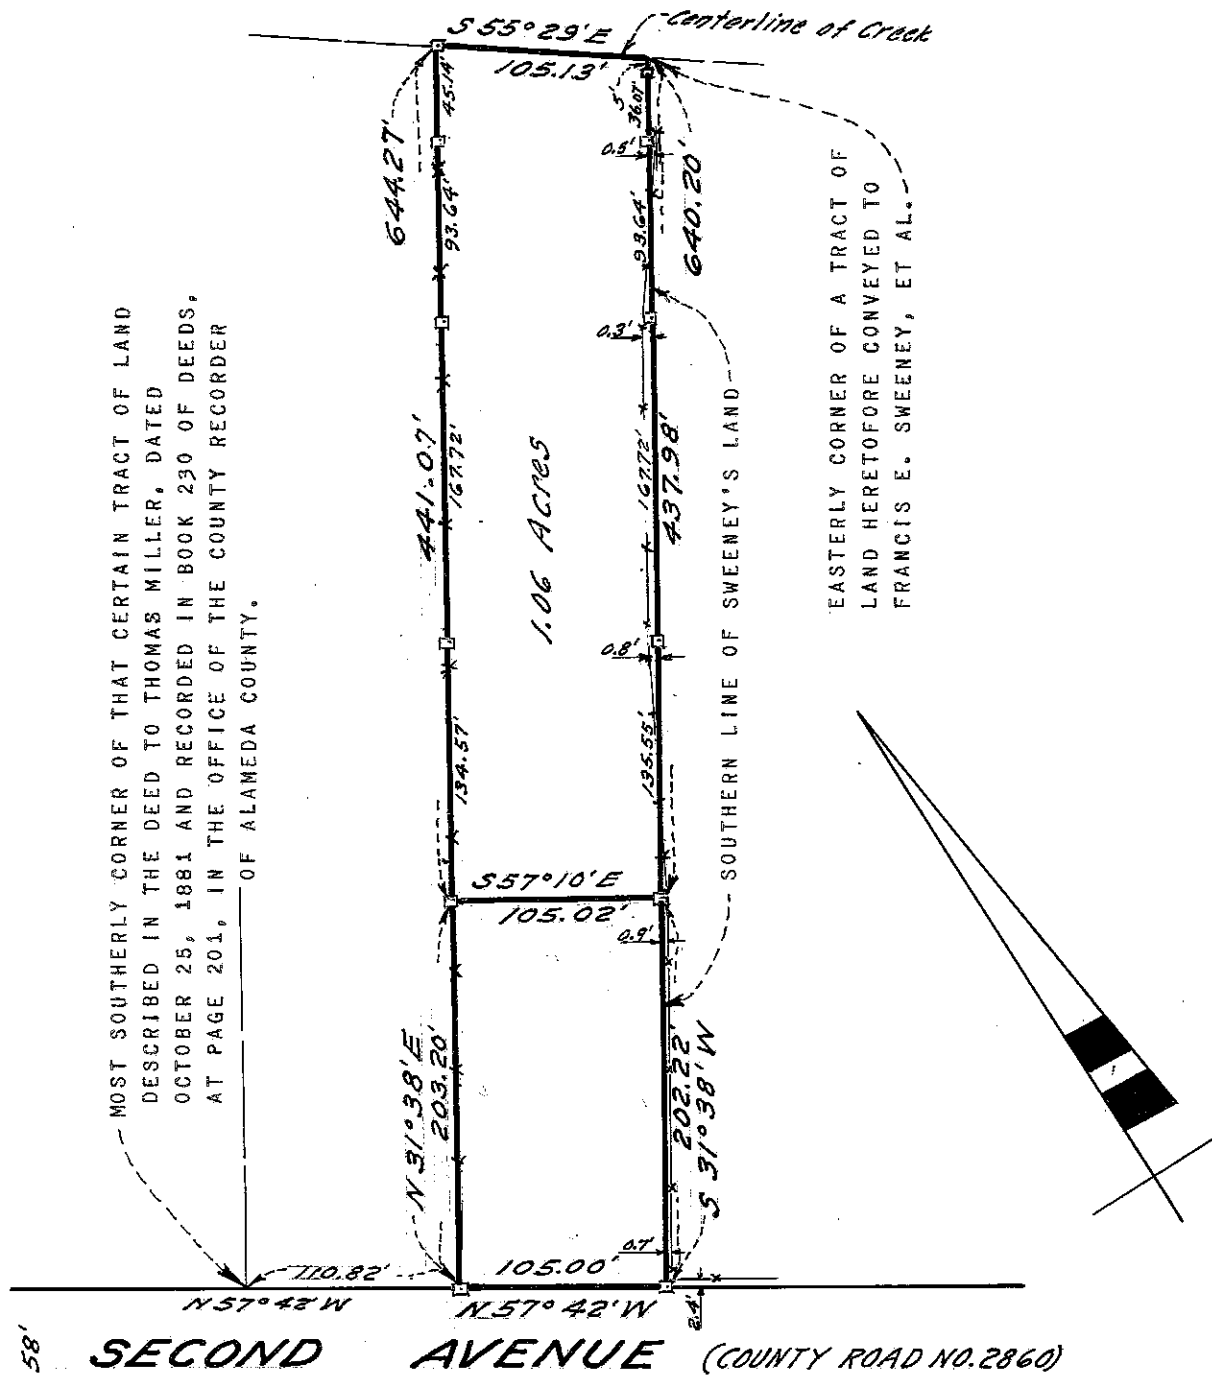 S 55° 29' E
Centerline of Creek
105.13'
45.14'
644.27'
5'
36.07'
0.5'
640.20'
93.64'
93.64'
0.3'
EASTERLY CORNER OF A TRACT OF
LAND HERETOFORE CONVEYED TO
FRANCIS E. SWEENEY, ET AL.
MOST SOUTHERLY CORNER OF THAT CERTAIN TRACT OF LAND
DESCRIBED IN THE DEED TO THOMAS MILLER, DATED
OCTOBER 25, 1881 AND RECORDED IN BOOK 230 OF DEEDS,
AT PAGE 201, IN THE OFFICE OF THE COUNTY RECORDER
OF ALAMEDA COUNTY.
441.07'
167.72'
1.06 Acres
167.72'
437.98'
SOUTHERN LINE OF SWEENEY'S LAND
0.8'
134.57'
135.55'
S 57° 10' E
105.02'
0.9'
N 31° 38' E
203.20'
202.22'
S 31° 38' W
0.7'
110.82'
105.00'
N 57° 42' W
N 57° 42' W
2.4'
58'
SECOND AVENUE (COUNTY ROAD NO. 2860)